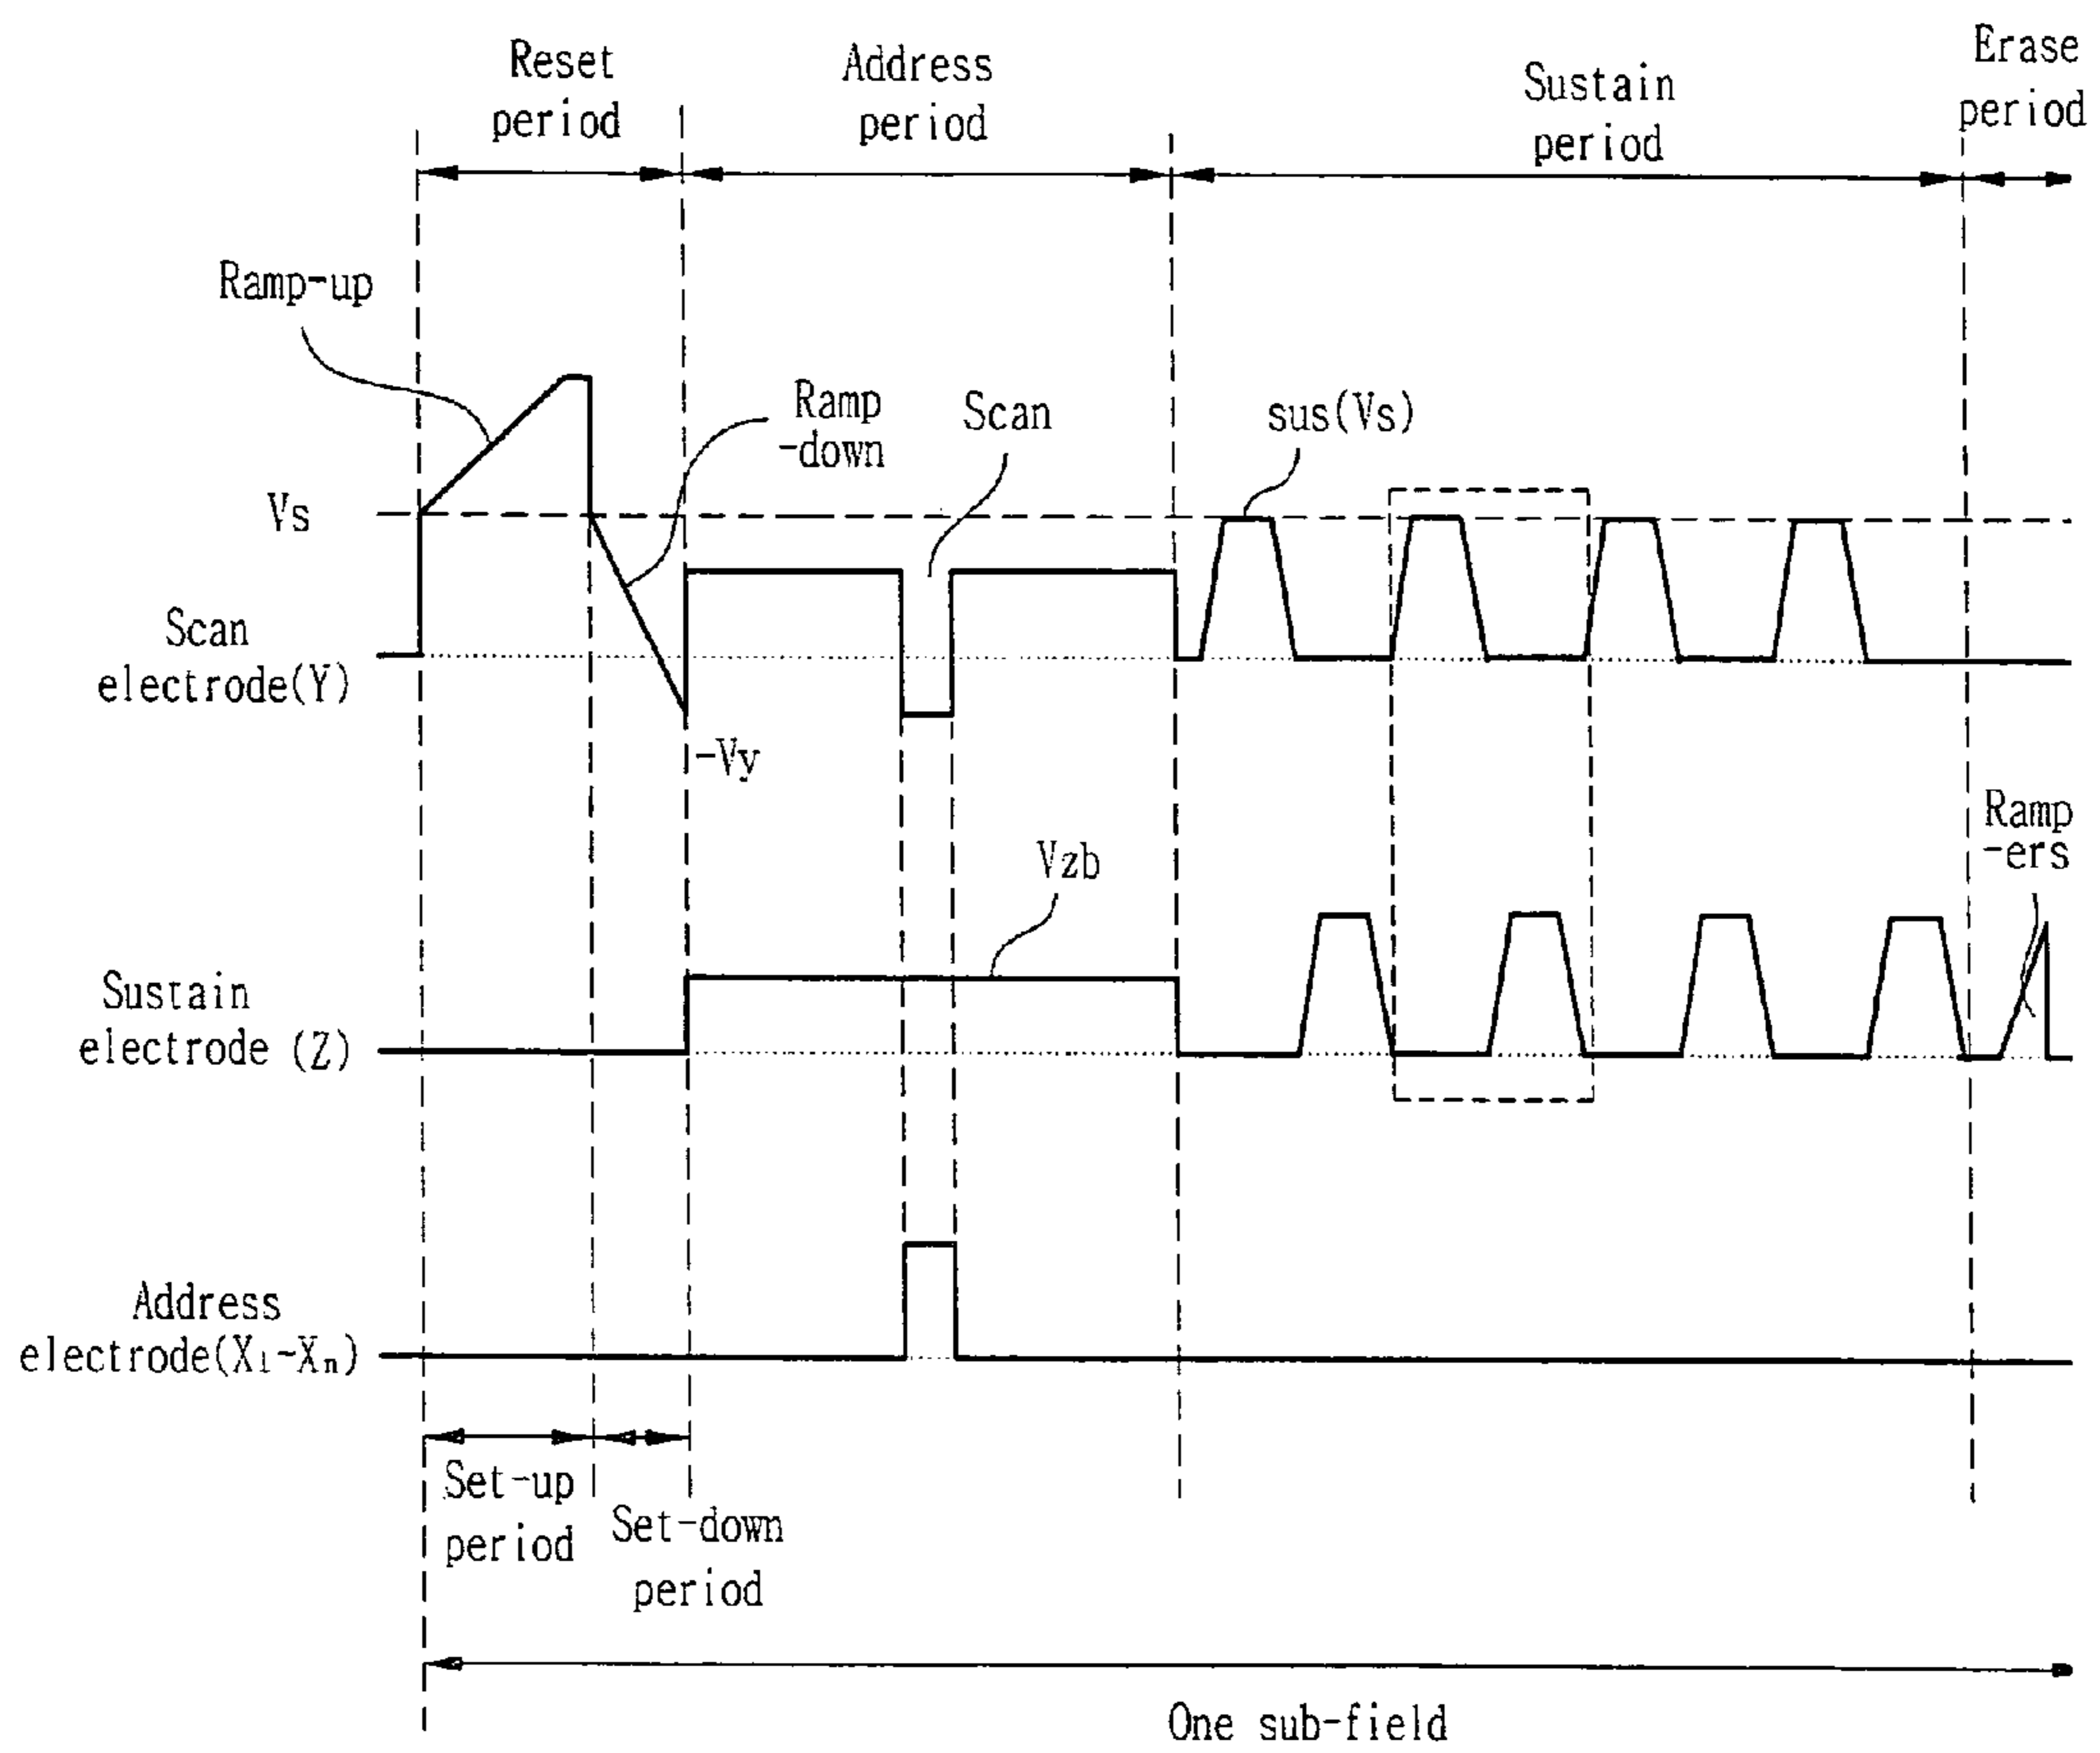 Reset
period
Address
period
Sustain
period
Erase
period
Ramp-up
Ramp
-down
Scan
sus(Vs)
Vs
Scan
electrode(Y)
-Vy
Vzb
Ramp
-ers
Sustain
electrode (Z)
Address
electrode(X₁~Xₙ)
Set-up
period
Set-down
period
One sub-field